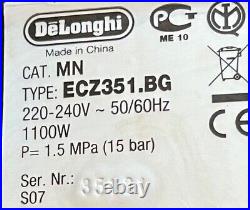 DeLonghi
Made in China
ME 10
CAT. MN
TYPE: ECZ351.BG
220-240V ~ 50/60Hz
1100W
P= 1.5 MPa (15 bar)
Ser. Nr.:
S07